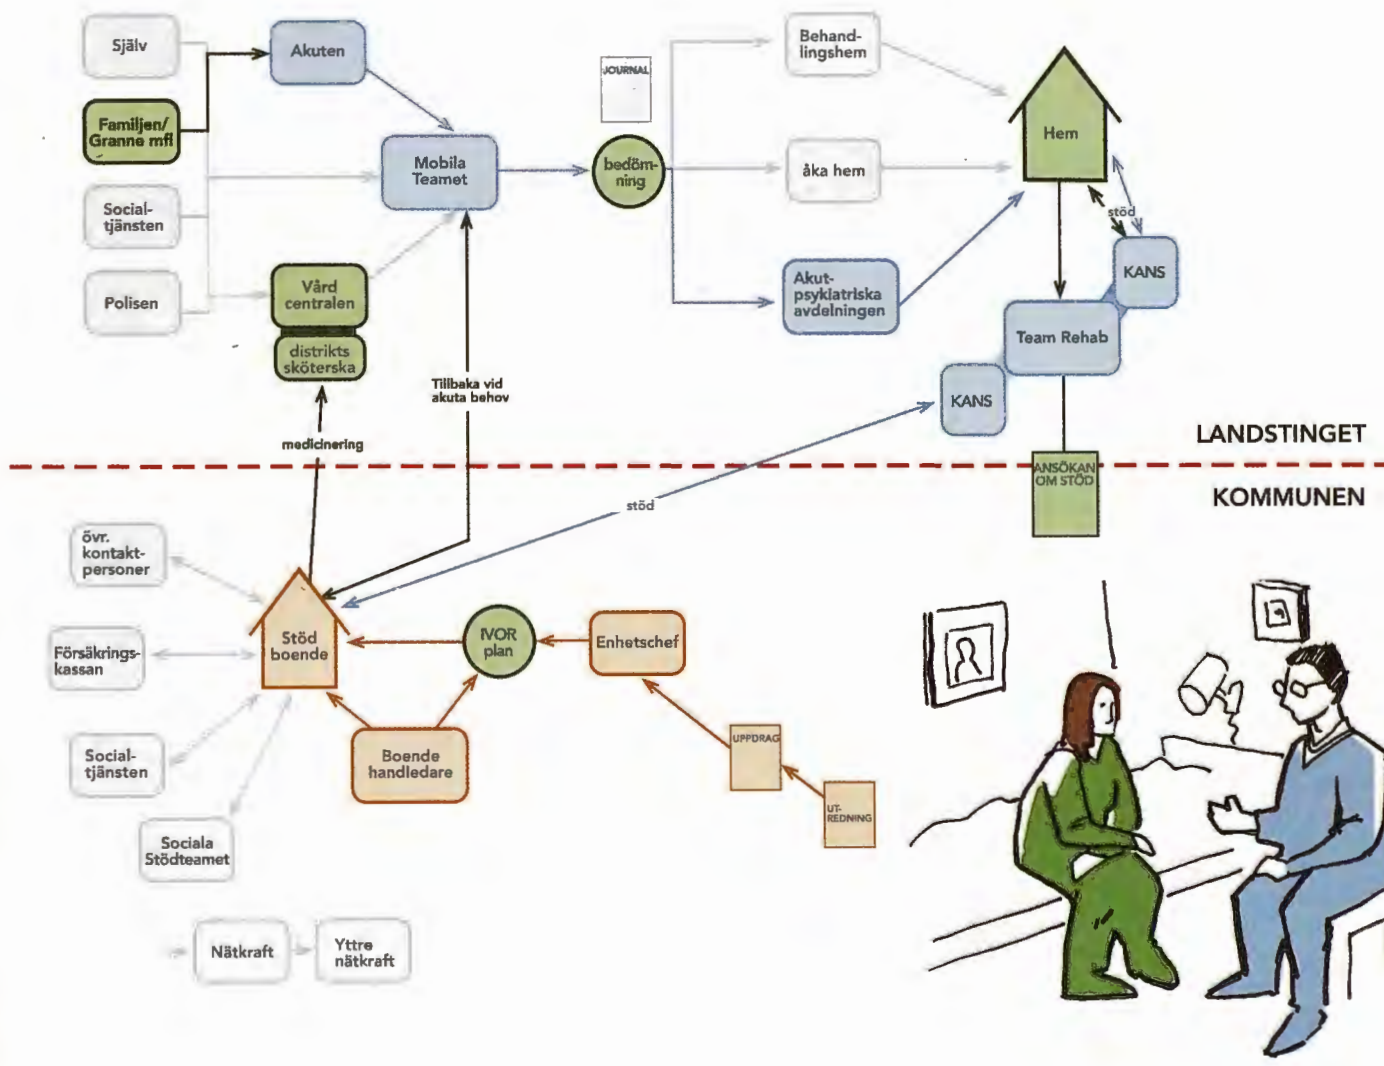 Själv
Akuten
Behand-
lingshem
JOURNAL
Familjen/
Granne mfl
Hem
Mobila
Teamet
bedöm-
ning
åka hem
Social-
tjänsten
stöd
KANS
Polisen
Vård
centralen
Akut-
psykiatriska
avdelningen
Team Rehab
distrikts
sköterska
Tillbaka vid
akuta behov
KANS
medicinering
LANDSTINGET
ANSÖKAN
OM STÖD
KOMMUNEN
stöd
övr.
kontakt-
personer
Stöd
boende
IVOR
plan
Enhetschef
Försäkrings-
kassan
UPPDRAG
Social-
tjänsten
Boende
handledare
UT-
REDNING
Sociala
Stödteamet
Nätkraft
Yttre
nätkraft